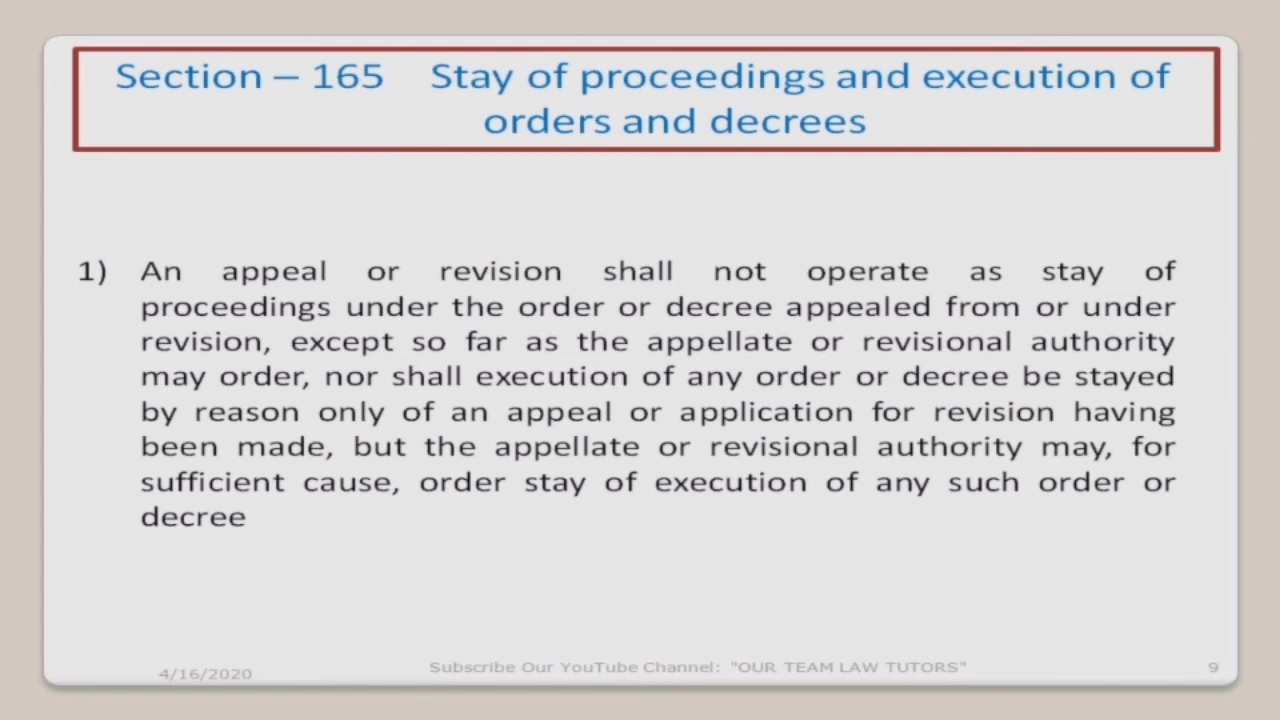 Section – 165 Stay of proceedings and execution of
orders and decrees
1) An appeal or revision shall not operate as stay of
proceedings under the order or decree appealed from or under
revision, except so far as the appellate or revisional authority
may order, nor shall execution of any order or decree be stayed
by reason only of an appeal or application for revision having
been made, but the appellate or revisional authority may, for
sufficient cause, order stay of execution of any such order or
decree
4/16/2020 Subscribe Our YouTube Channel: "OUR TEAM LAW TUTORS" 9